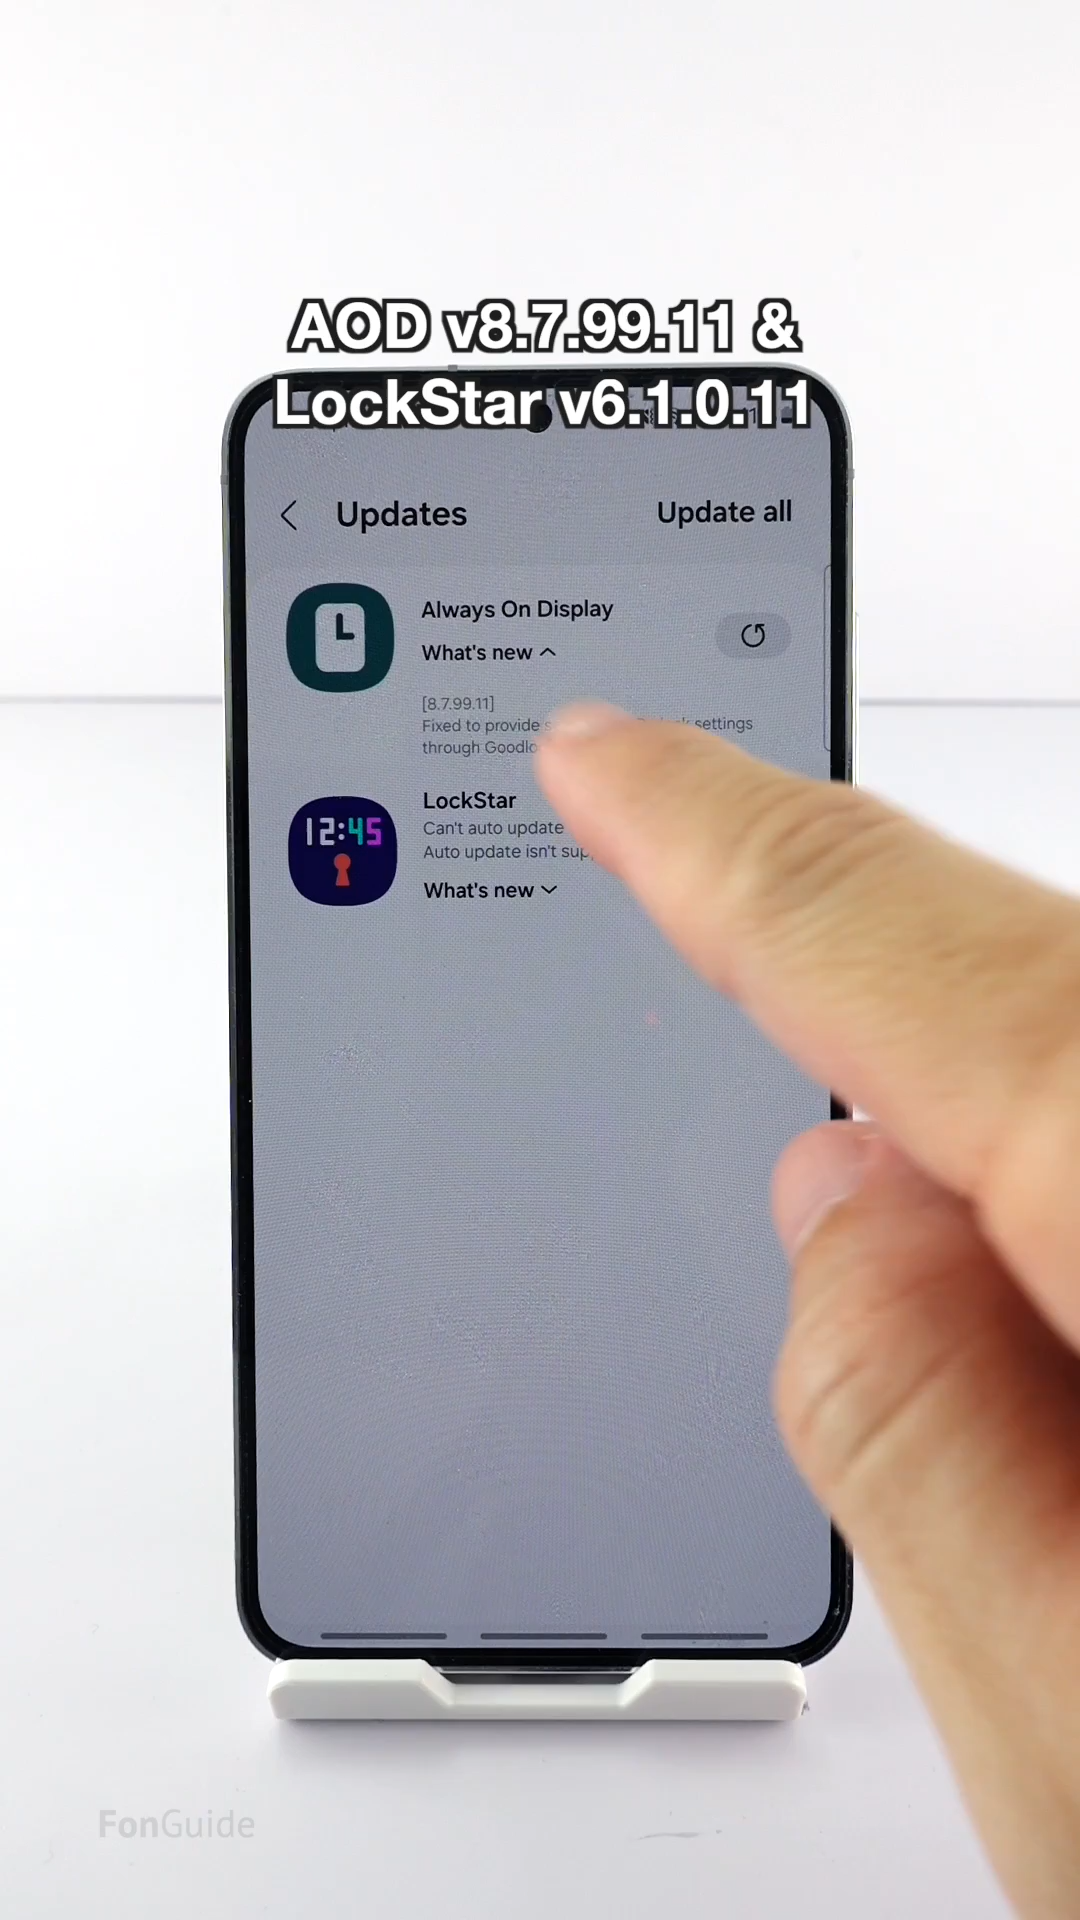 AOD v8.7.99.11 &
LockStar v6.1.0.11
Updates
Update all
Always On Display
What's new
[8.7.99.11]
Fixed to provide settings
through
LockStar
Can't auto update
Auto update isn't
12:45
What's new
FonGuide